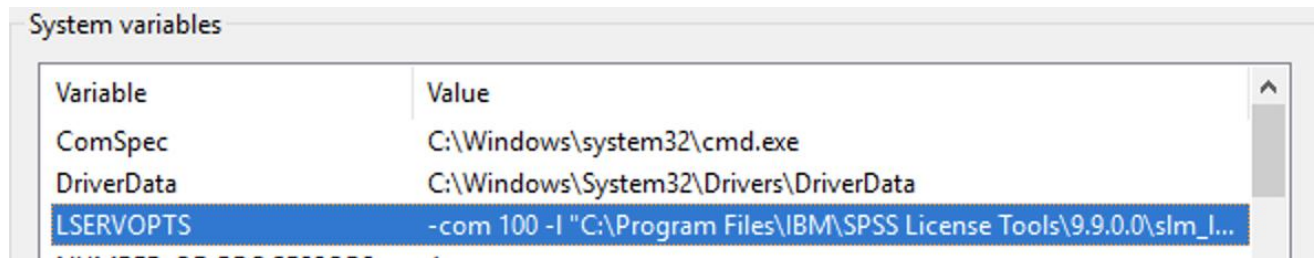 System variables
Variable Value
ComSpec C:\Windows\system32\cmd.exe
DriverData C:\Windows\System32\Drivers\DriverData
LSERVOPTS -com 100 -l "C:\Program Files\IBM\SPSS License Tools\9.9.0.0\slm_l...